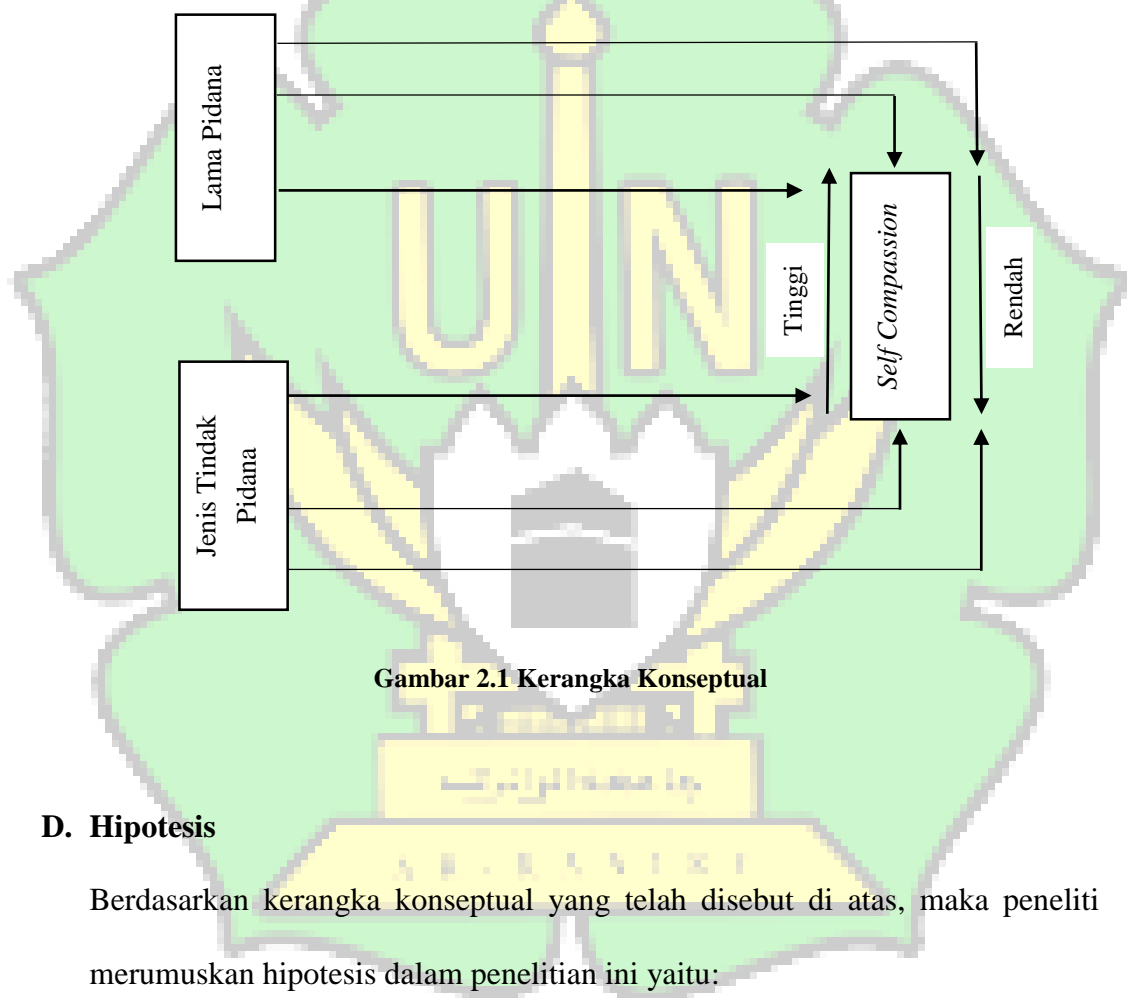 Lama Pidana
UIN
Tinggi
Self Compassion
Rendah
Jenis Tindak
Pidana
Gambar 2.1 Kerangka Konseptual
D. Hipotesis
Berdasarkan kerangka konseptual yang telah disebut di atas, maka peneliti
merumuskan hipotesis dalam penelitian ini yaitu: